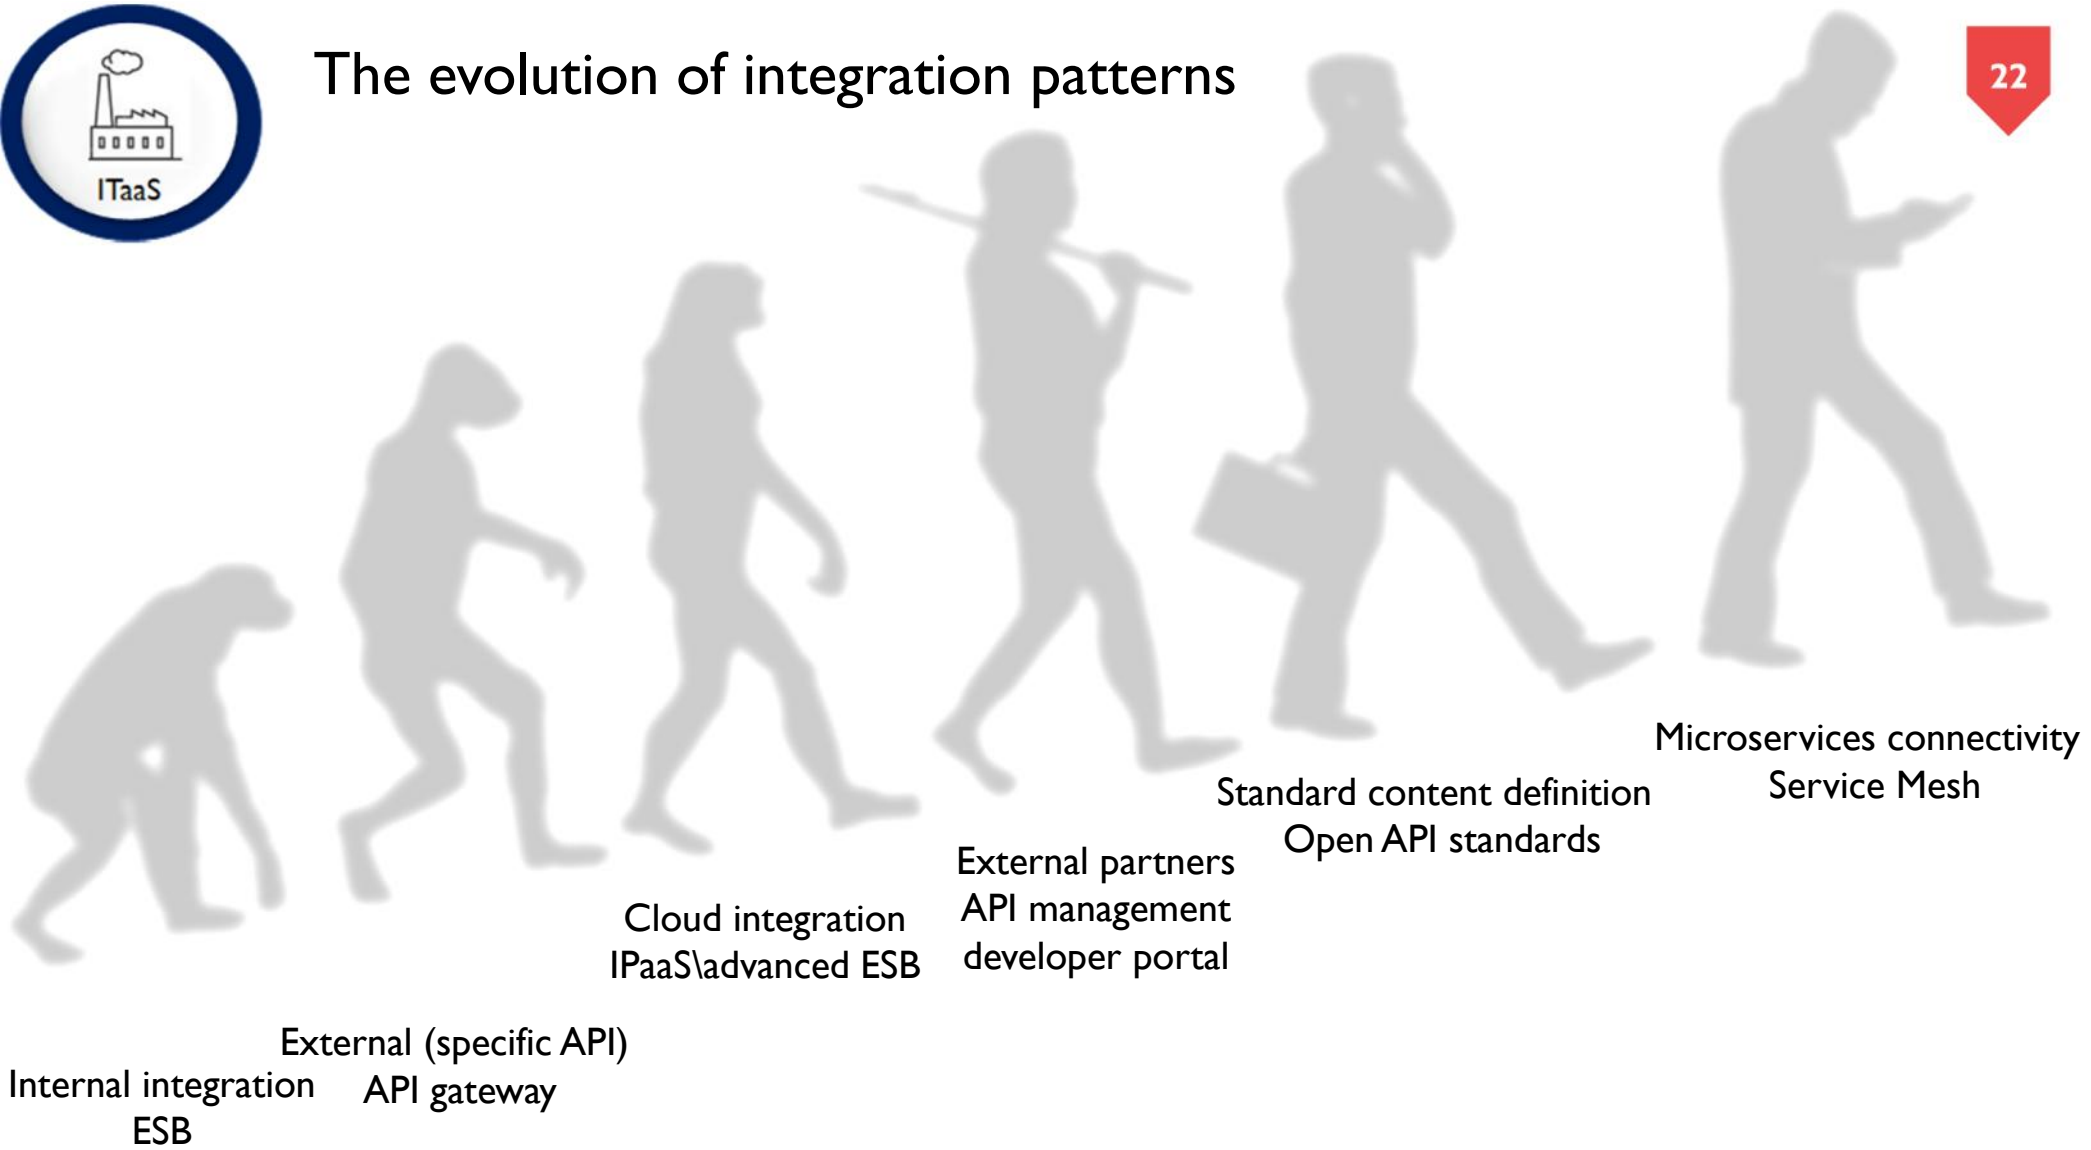 The evolution of integration patterns
22
ITaaS
Internal integration
ESB
External (specific API)
API gateway
Cloud integration
IPaaS\advanced ESB
External partners
API management
developer portal
Standard content definition
Open API standards
Microservices connectivity
Service Mesh